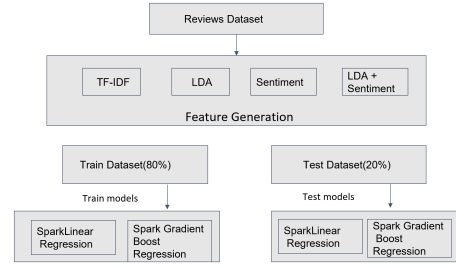 Reviews Dataset
TF-IDF
LDA
Sentiment
LDA +
Sentiment
Feature Generation
Train Dataset(80%)
Test Dataset(20%)
Train models
Test models
SparkLinear
Regression
Spark Gradient
Boost
Regression
SparkLinear
Regression
Spark Gradient
Boost
Regression